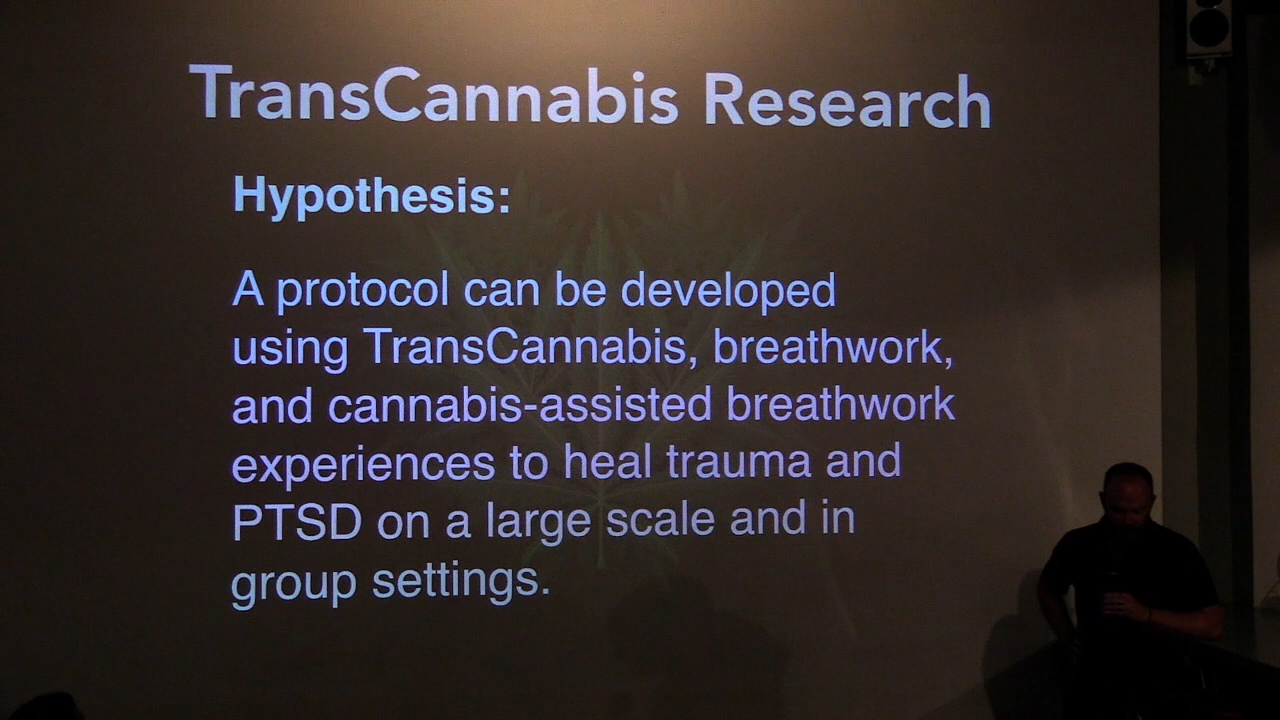 TransCannabis Research
Hypothesis:
A protocol can be developed
using TransCannabis, breathwork,
and cannabis-assisted breathwork
experiences to heal trauma and
PTSD on a large scale and in
group settings.